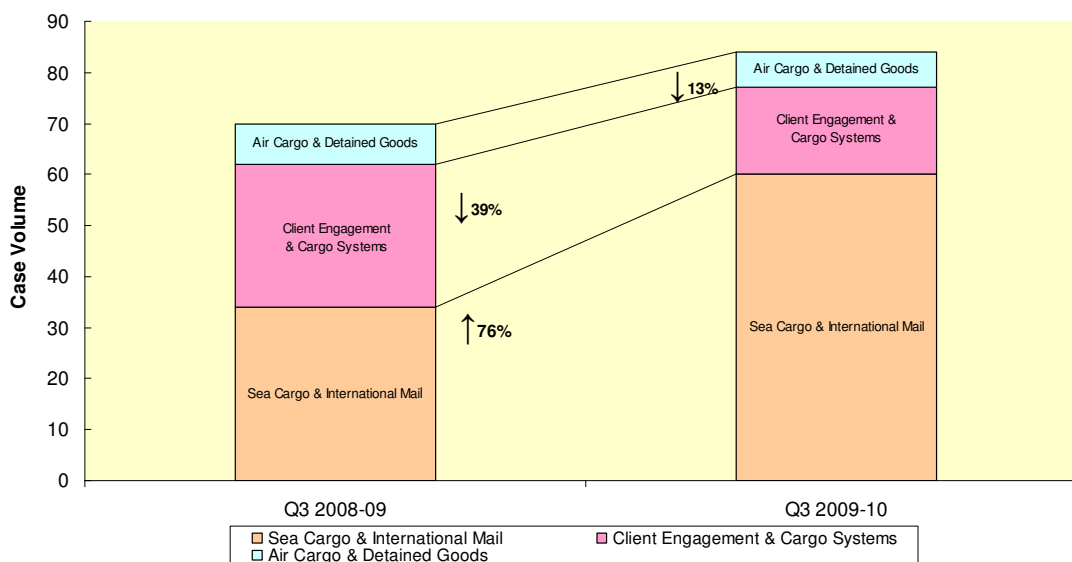 90
80
70
60
50
40
30
20
10
0
Case Volume
Air Cargo & Detained Goods
Client Engagement
& Cargo Systems
Sea Cargo & International Mail
13%
39%
76%
Air Cargo & Detained Goods
Client Engagement &
Cargo Systems
Sea Cargo & International Mail
Q3 2008-09
Q3 2009-10
Sea Cargo & International Mail
Client Engagement & Cargo Systems
Air Cargo & Detained Goods